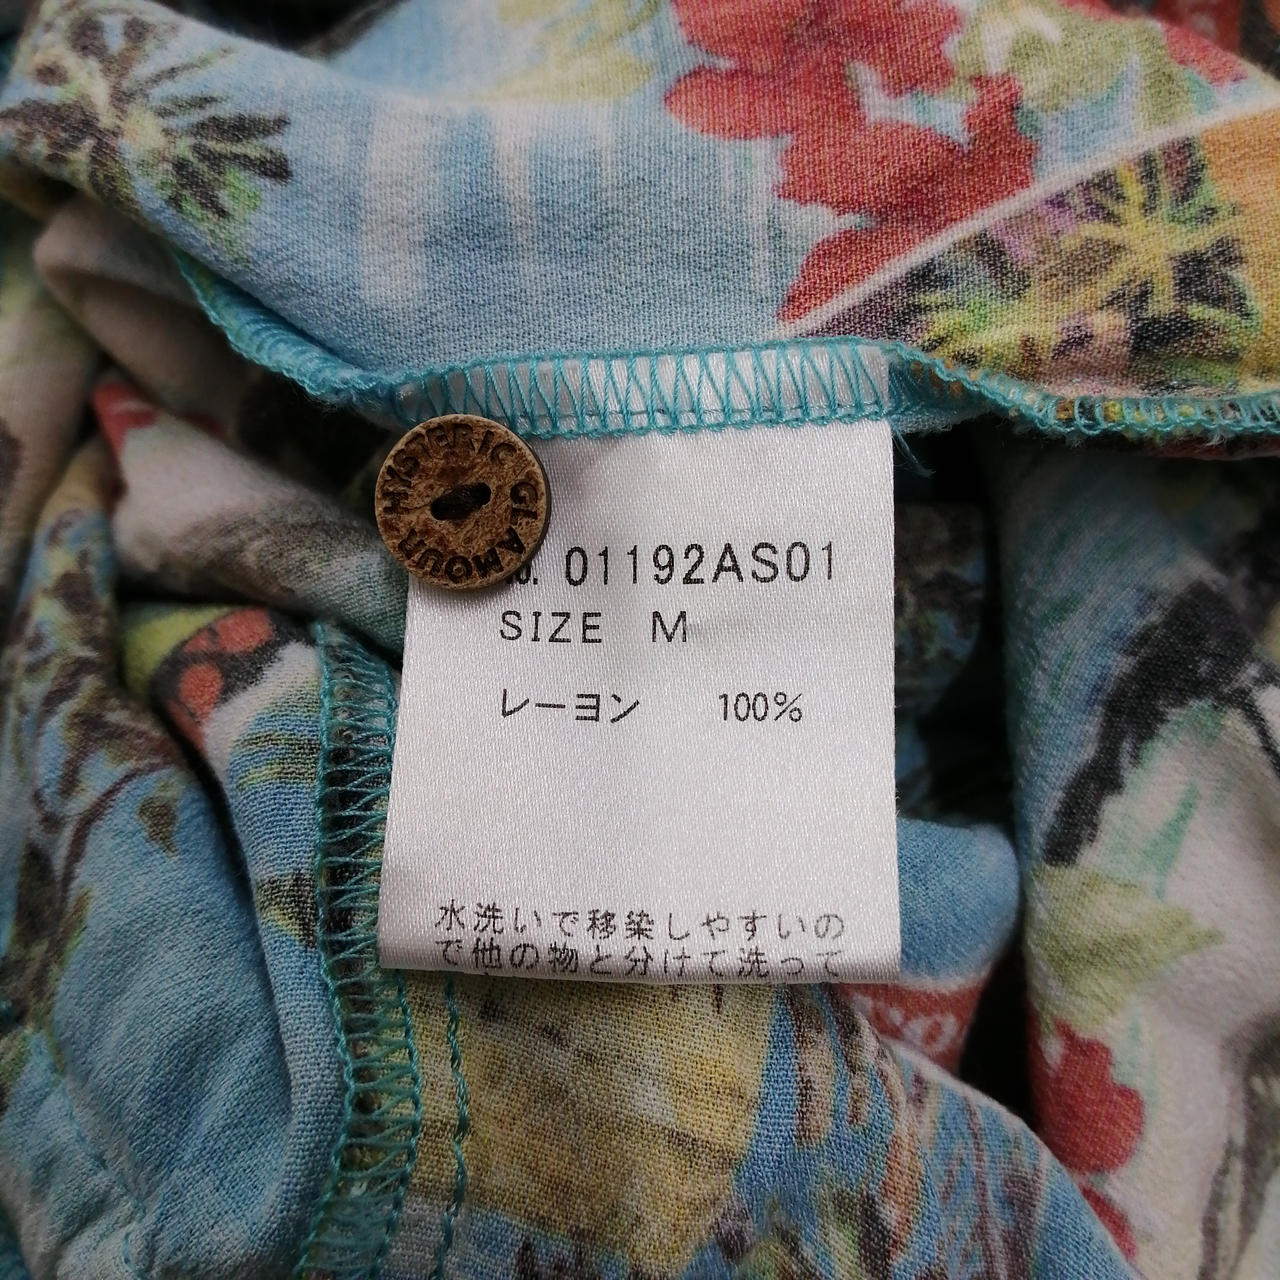 HYSTERIC GLAMOUR
No. 01192AS01
SIZE M
レーヨン 100%
水洗いで移染しやすいの
で他の物と分けて洗って